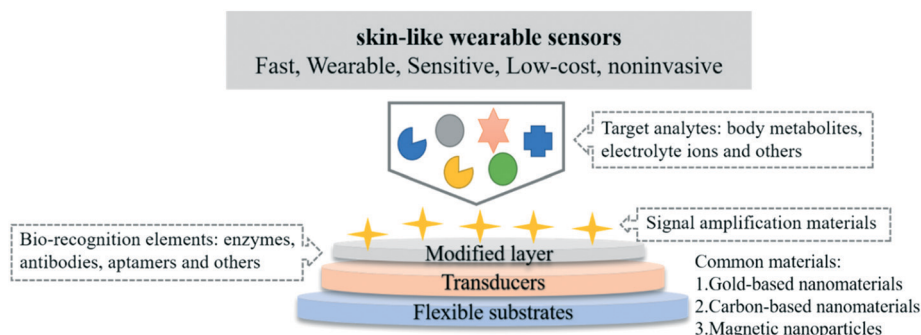 skin-like wearable sensors
Fast, Wearable, Sensitive, Low-cost, noninvasive
Target analytes: body metabolites,
electrolyte ions and others
Signal amplification materials
Bio-recognition elements: enzymes,
antibodies, aptamers and others
Modified layer
Transducers
Flexible substrates
Common materials:
1.Gold-based nanomaterials
2.Carbon-based nanomaterials
3.Magnetic nanoparticles